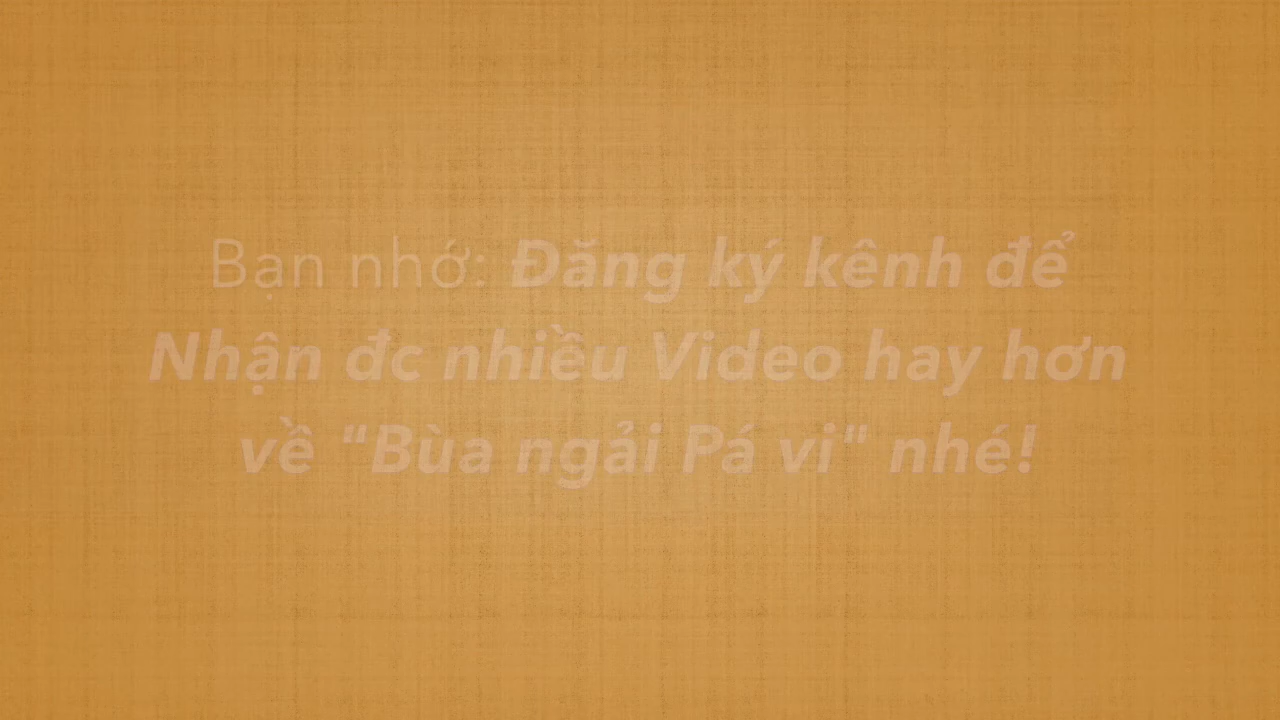 Bạn nhớ: Đăng ký kênh để
Nhận đc nhiều Video hay hơn
về “Bùa ngải Pá vi" nhé!